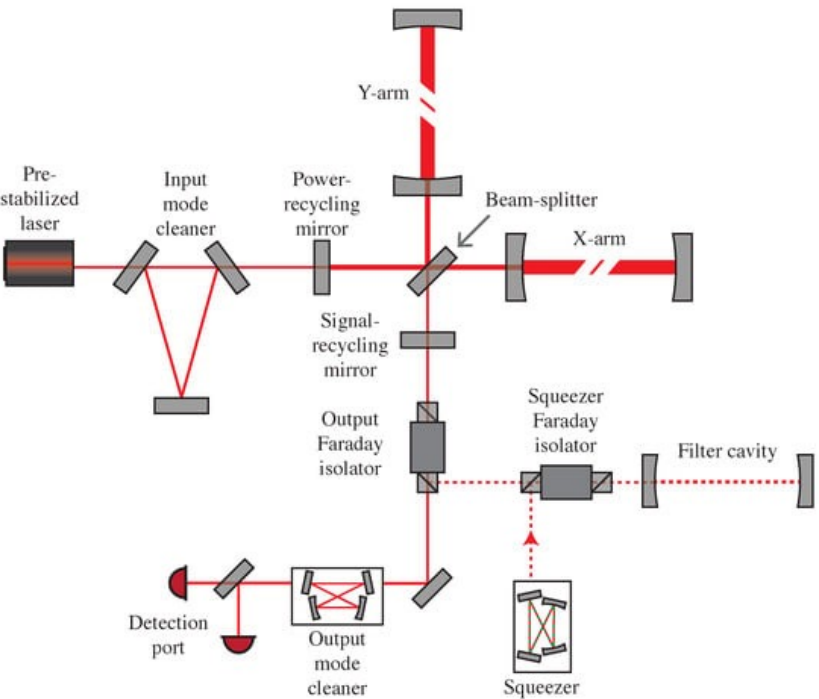 Y-arm
Pre-
stabilized
laser
Input
mode
cleaner
Power-
recycling
mirror
Beam-splitter
X-arm
Signal-
recycling
mirror
Output
Faraday
isolator
Squeezer
Faraday
isolator
Filter cavity
Detection
port
Output
mode
cleaner
Squeezer